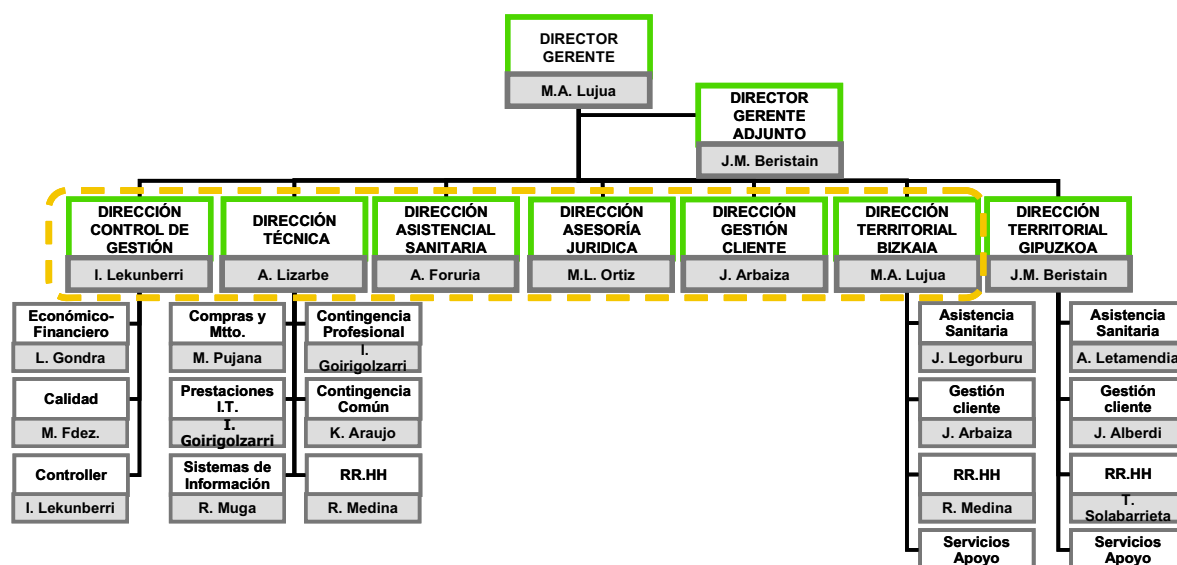 DIRECTOR
GERENTE
M.A. Lujua
DIRECTOR
GERENTE
ADJUNTO
J.M. Beristain
DIRECCIÓN
CONTROL DE
GESTIÓN
I. Lekunberri
DIRECCIÓN
TÉCNICA
A. Lizarbe
DIRECCIÓN
ASISTENCIAL
SANITARIA
A. Foruria
DIRECCIÓN
ASESORÍA
JURIDICA
M.L. Ortiz
DIRECCIÓN
GESTIÓN
CLIENTE
J. Arbaiza
DIRECCIÓN
TERRITORIAL
BIZKAIA
M.A. Lujua
DIRECCIÓN
TERRITORIAL
GIPUZKOA
J.M. Beristain
Económico-
Financiero
L. Gondra
Calidad
M. Fdez.
Controller
I. Lekunberri
Compras y
Mtto.
M. Pujana
Prestaciones
I.T.
I.
Goirigolzarri
Sistemas de
Información
R. Muga
Contingencia
Profesional
I.
Goirigolzarri
Contingencia
Común
K. Araujo
RR.HH
R. Medina
Asistencia
Sanitaria
J. Legorburu
Gestión
cliente
J. Arbaiza
RR.HH
R. Medina
Servicios
Apoyo
Asistencia
Sanitaria
A. Letamendia
Gestión
cliente
J. Alberdi
RR.HH
T.
Solabarrieta
Servicios
Apoyo